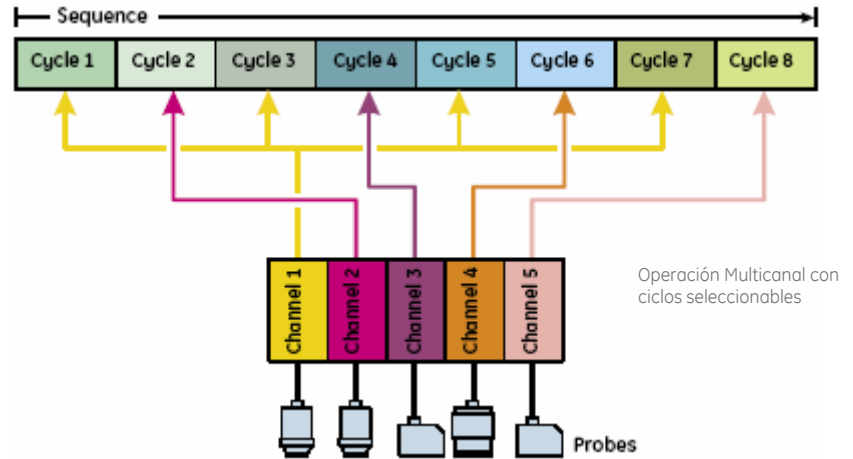 Sequence
Cycle 1 Cycle 2 Cycle 3 Cycle 4 Cycle 5 Cycle 6 Cycle 7 Cycle 8
Channel 1
Channel 2
Channel 3
Channel 4
Channel 5
Operación Multicanal con
ciclos seleccionables
Probes